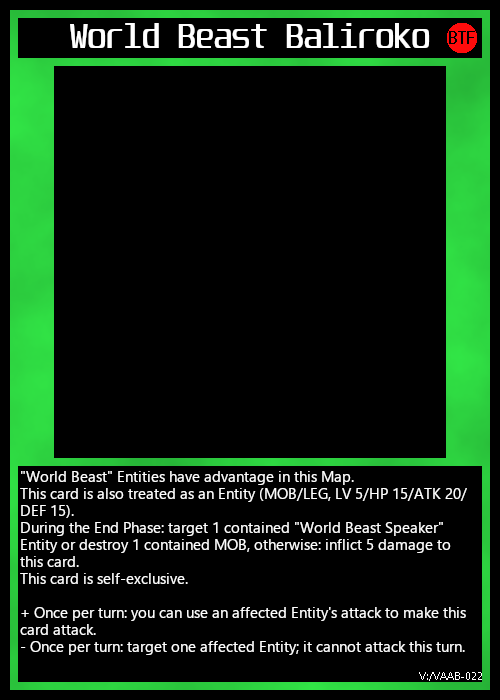 World Beast Baliroko
BTF
"World Beast" Entities have advantage in this Map.
This card is also treated as an Entity (MOB/LEG, LV 5/HP 15/ATK 20/
DEF 15).
During the End Phase: target 1 contained "World Beast Speaker"
Entity or destroy 1 contained MOB, otherwise: inflict 5 damage to
this card.
This card is self-exclusive.
+ Once per turn: you can use an affected Entity's attack to make this
card attack.
- Once per turn: target one affected Entity; it cannot attack this turn.
V:/VAAB-022